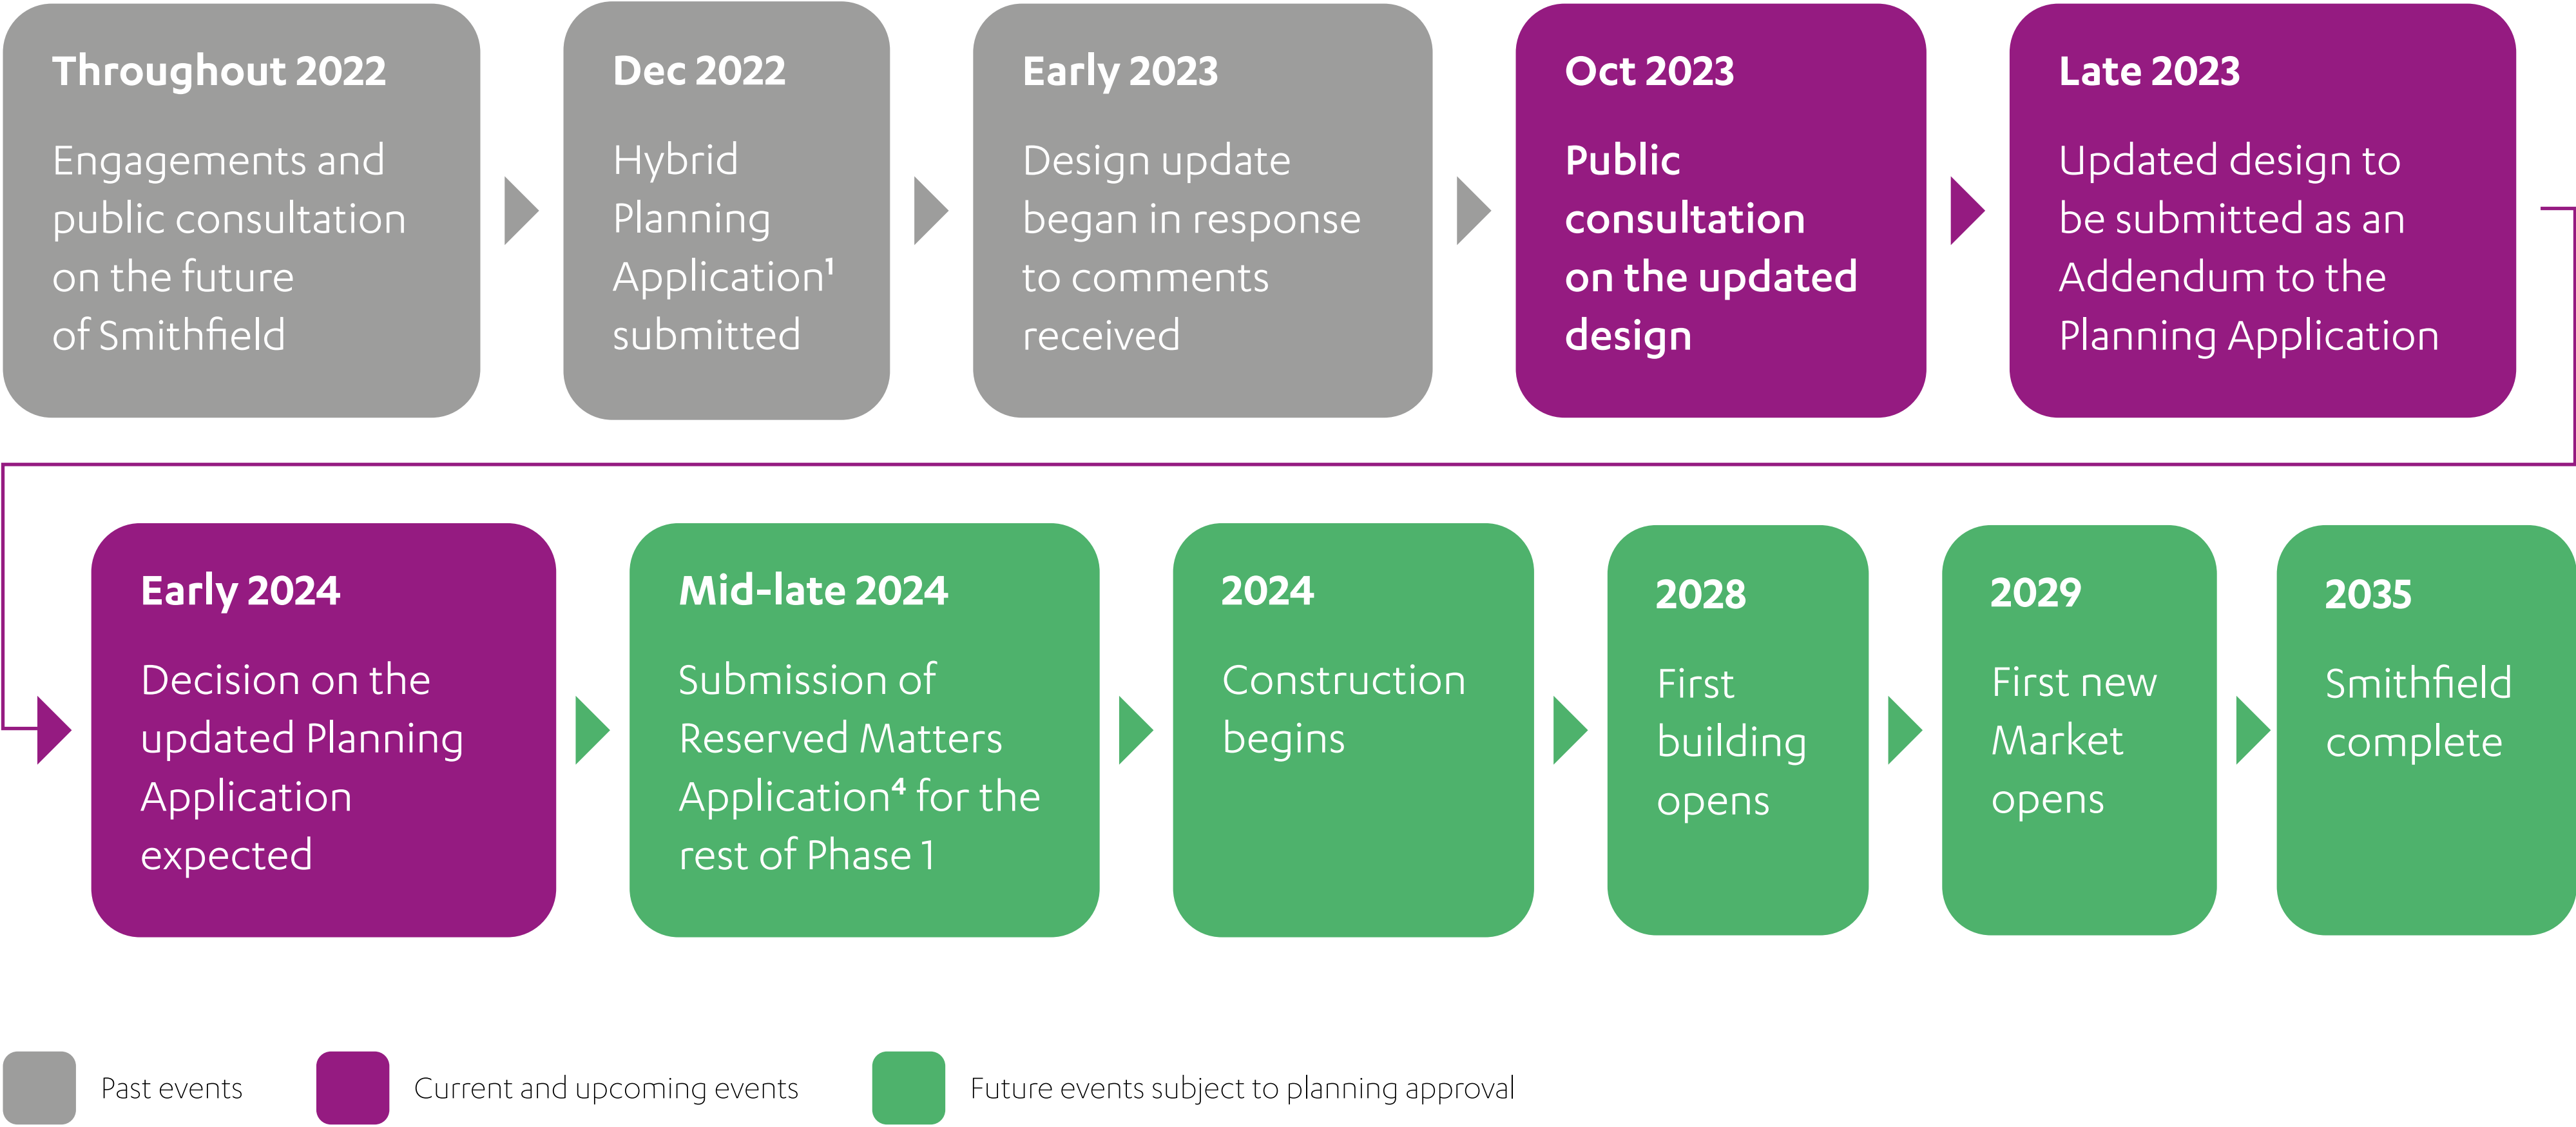 Throughout 2022
Engagements and
public consultation
on the future
of Smithfield
Dec 2022
Hybrid
Planning
Application¹
submitted
Early 2023
Design update
began in response
to comments
received
Oct 2023
Public
consultation
on the updated
design
Late 2023
Updated design to
be submitted as an
Addendum to the
Planning Application
Early 2024
Decision on the
updated Planning
Application
expected
Mid-late 2024
Submission of
Reserved Matters
Application⁴ for the
rest of Phase 1
2024
Construction
begins
2028
First
building
opens
2029
First new
Market
opens
2035
Smithfield
complete
Past events
Current and upcoming events
Future events subject to planning approval